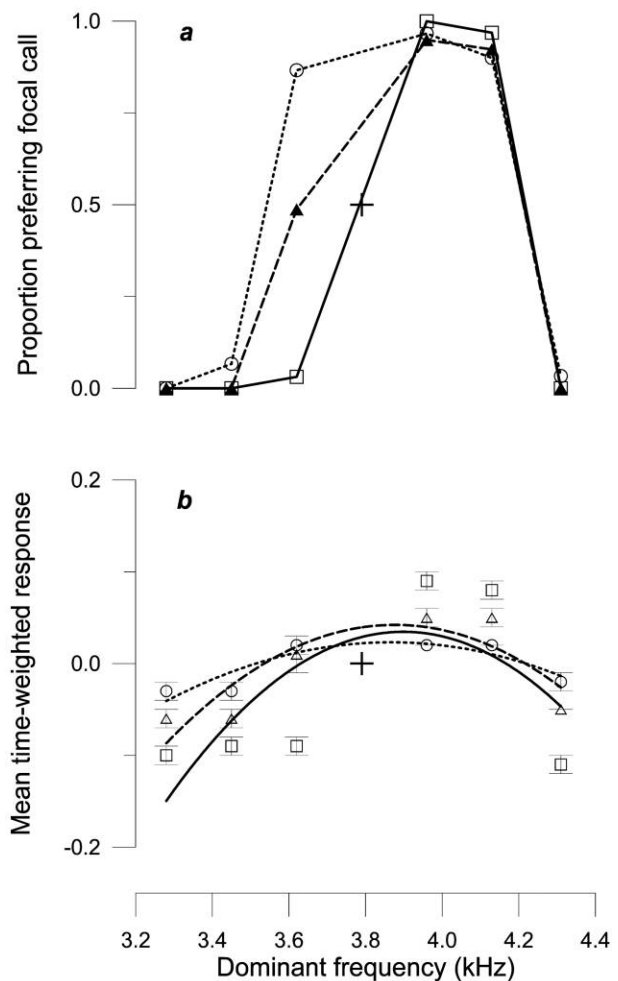 a
1.0
0.5
0.0
Proportion preferring focal call
b
0.2
0.0
-0.2
Mean time-weighted response
3.2 3.4 3.6 3.8 4.0 4.2 4.4
Dominant frequency (kHz)